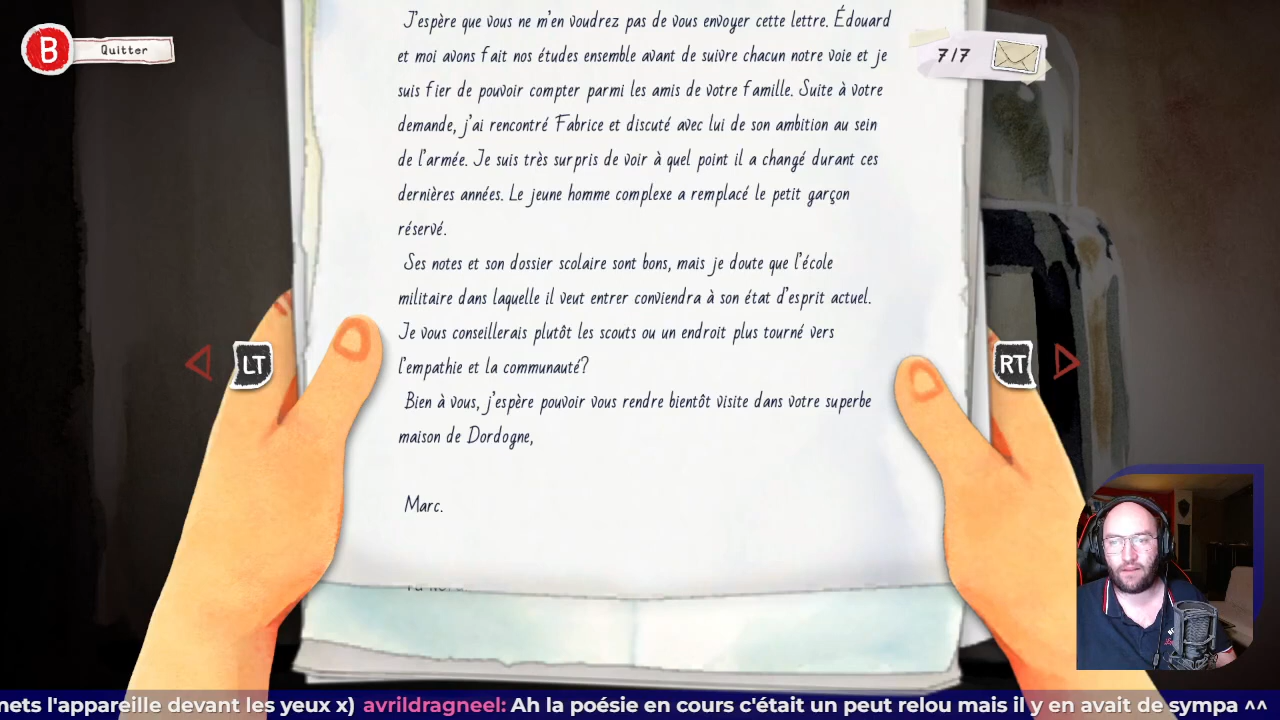 J'espère que vous ne m'en voudrez pas de vous envoyer cette lettre. Édouard
et moi avons fait nos études ensemble avant de suivre chacun notre voie et je
suis fier de pouvoir compter parmi les amis de votre famille. Suite à votre
demande, j'ai rencontré Fabrice et discuté avec lui de son ambition au sein
de l'armée. Je suis très surpris de voir à quel point il a changé durant ces
dernières années. Le jeune homme complexe a remplacé le petit garçon
réservé.
Ses notes et son dossier scolaire sont bons, mais je doute que l'école
militaire dans laquelle il veut entrer conviendra à son état d'esprit actuel.
Je vous conseillerais plutôt les scouts ou un endroit plus tourné vers
l'empathie et la communauté?
Bien à vous, j'espère pouvoir vous rendre bientôt visite dans votre superbe
maison de Dordogne,
Marc.
B Quitter
7/7
LT
RT
nets l'appareille devant les yeux x) avrildragneel: Ah la poésie en cours c'était un peut relou mais il y en avait de sympa ^^